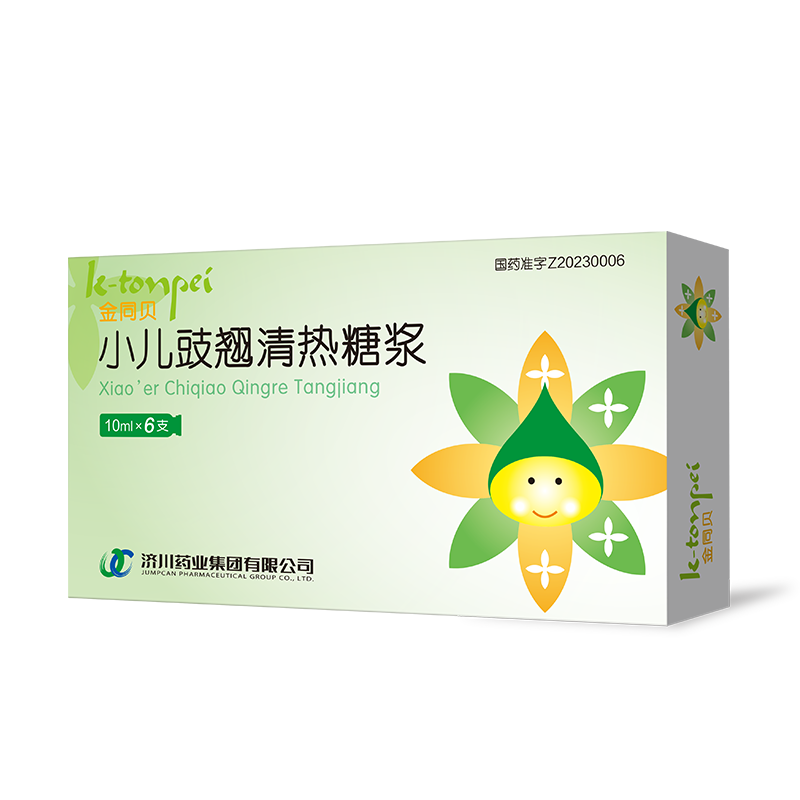 k-tonpei
金同贝
国药准字Z20230006
小儿豉翘清热糖浆
Xiao'er Chiqiao Qingre Tangjiang
10ml×6支
济川药业集团有限公司
JUMPCAN PHARMACEUTICAL GROUP CO., LTD.
k-tonpei
金同贝